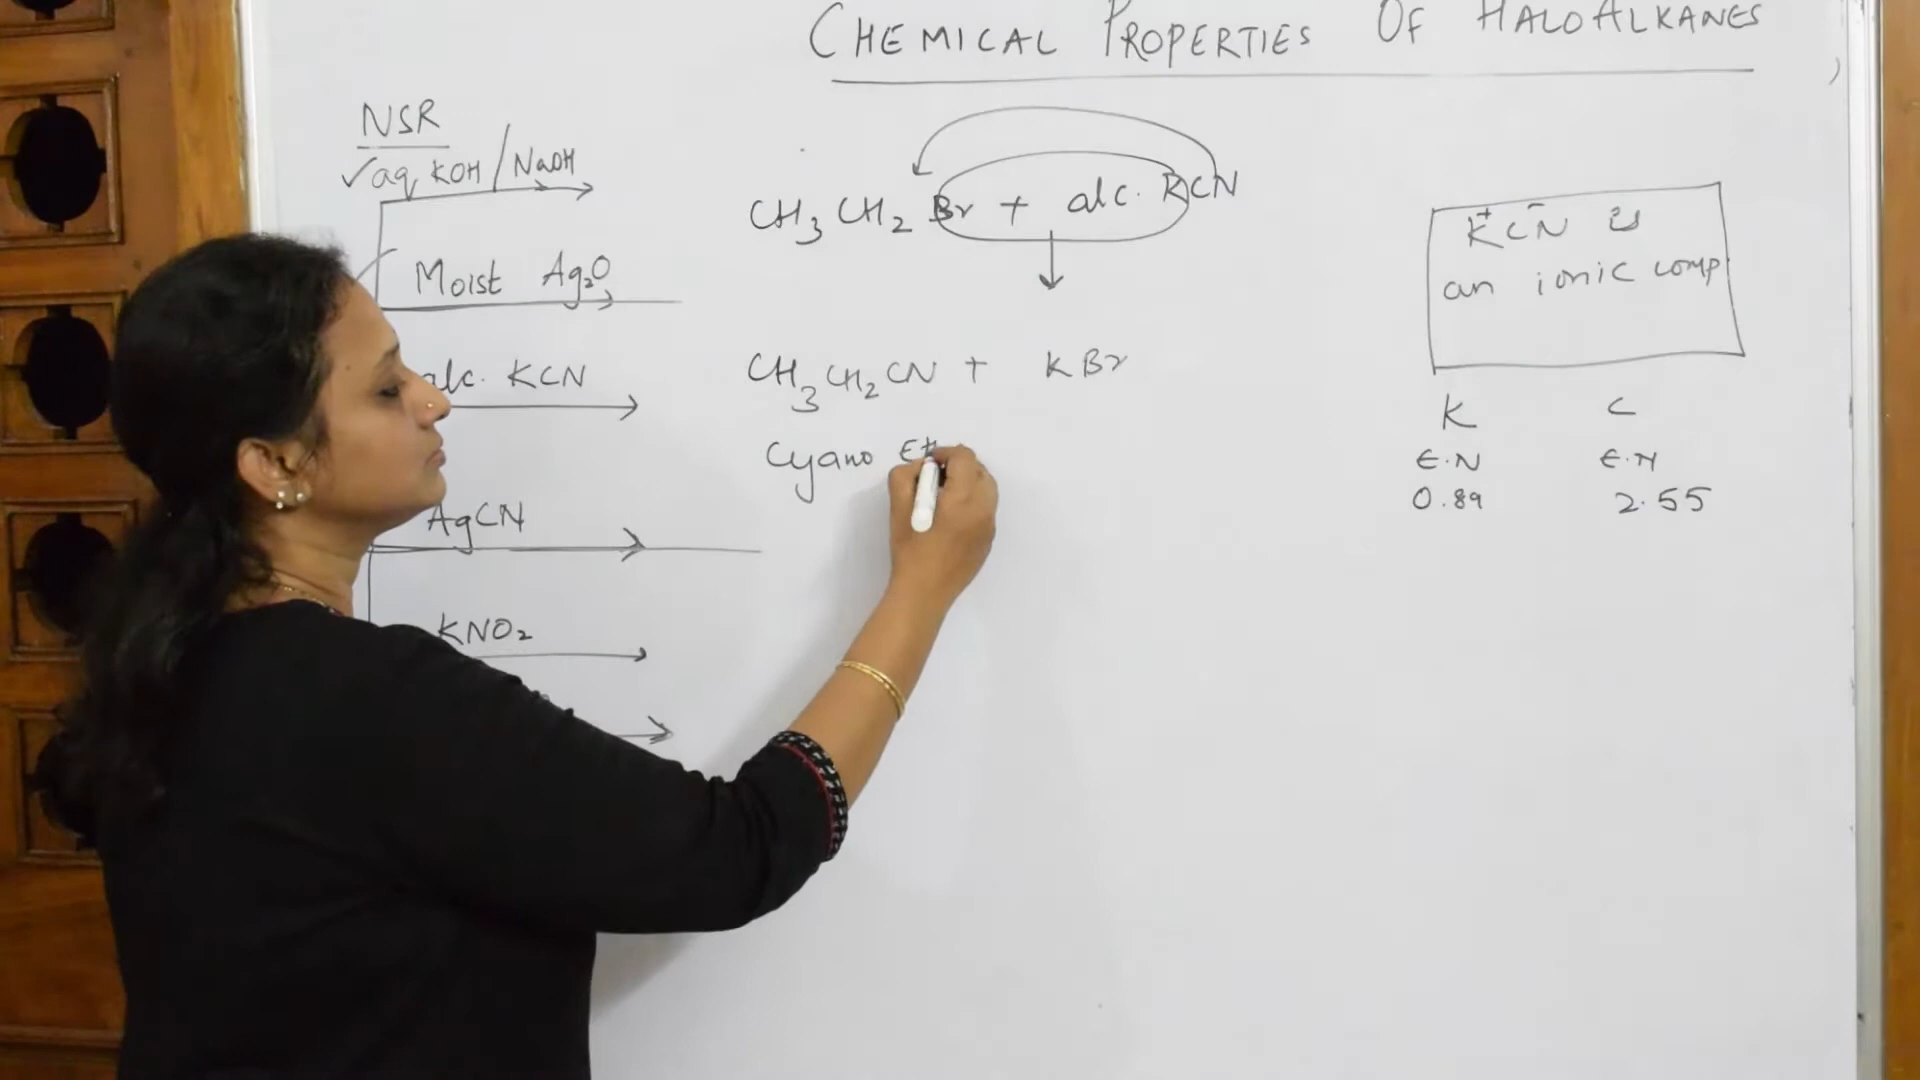 CHEMICAL PROPERTIES OF HALOALKANES
NSR
✓aq KOH / NaOH
Moist Ag₂O
alc. KCN
AgCN
KNO₂
CH₃CH₂Br + alc. KCN
↓
CH₃CH₂CN + KBr
Cyano Eth
K⁺CN⁻ is
an ionic comp
K C
E.N E.N
0.89 2.55